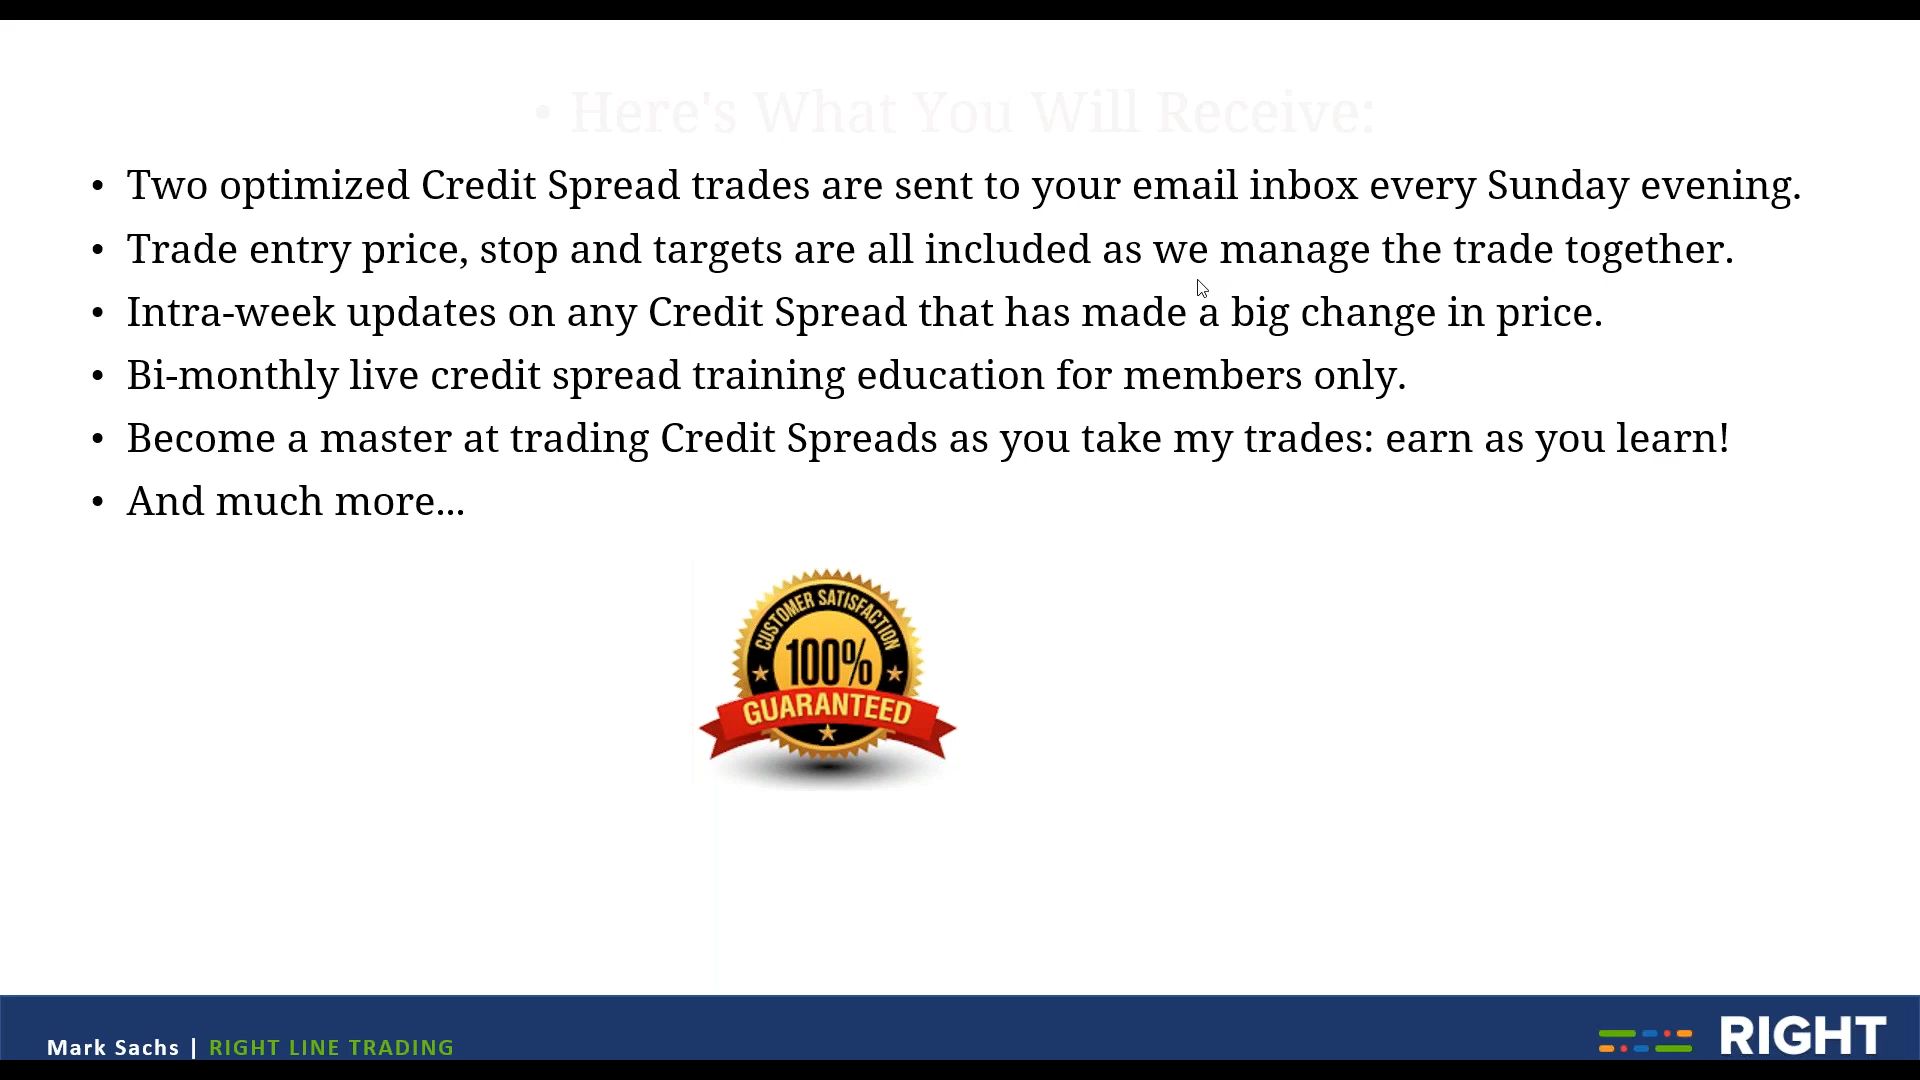 • Here's What You Will Receive:
• Two optimized Credit Spread trades are sent to your email inbox every Sunday evening.
• Trade entry price, stop and targets are all included as we manage the trade together.
• Intra-week updates on any Credit Spread that has made a big change in price.
• Bi-monthly live credit spread training education for members only.
• Become a master at trading Credit Spreads as you take my trades: earn as you learn!
• And much more...
CUSTOMER SATISFACTION
100%
GUARANTEED
Mark Sachs | RIGHT LINE TRADING
RIGHT